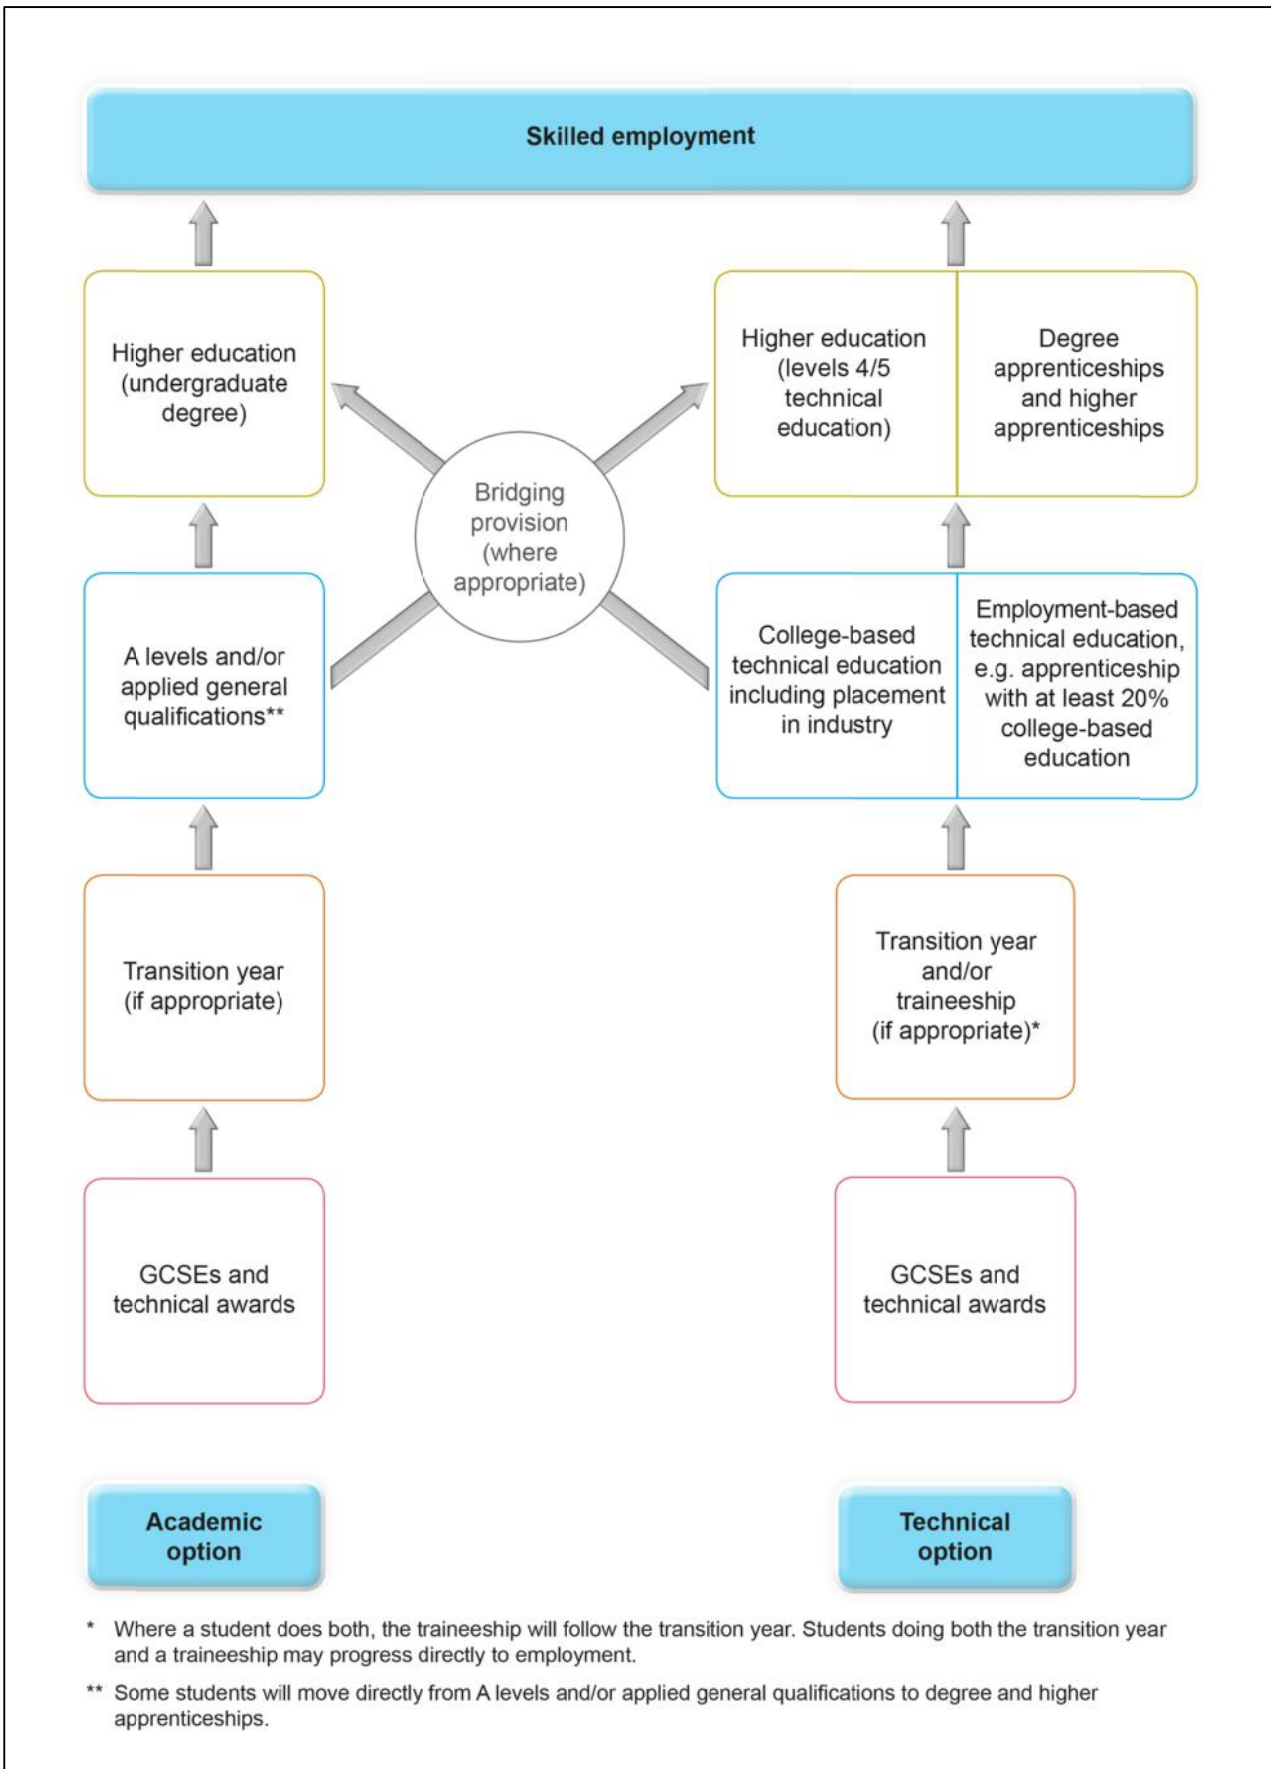 Skilled employment
Higher education
(undergraduate
degree)
Higher education
(levels 4/5
technical
education)
Degree
apprenticeships
and higher
apprenticeships
Bridging
provision
(where
appropriate)
A levels and/or
applied general
qualifications**
College-based
technical education
including placement
in industry
Employment-based
technical education,
e.g. apprenticeship
with at least 20%
college-based
education
Transition year
(if appropriate)
Transition year
and/or
traineeship
(if appropriate)*
GCSEs and
technical awards
GCSEs and
technical awards
Academic
option
Technical
option
* Where a student does both, the traineeship will follow the transition year. Students doing both the transition year
and a traineeship may progress directly to employment.
** Some students will move directly from A levels and/or applied general qualifications to degree and higher
apprenticeships.